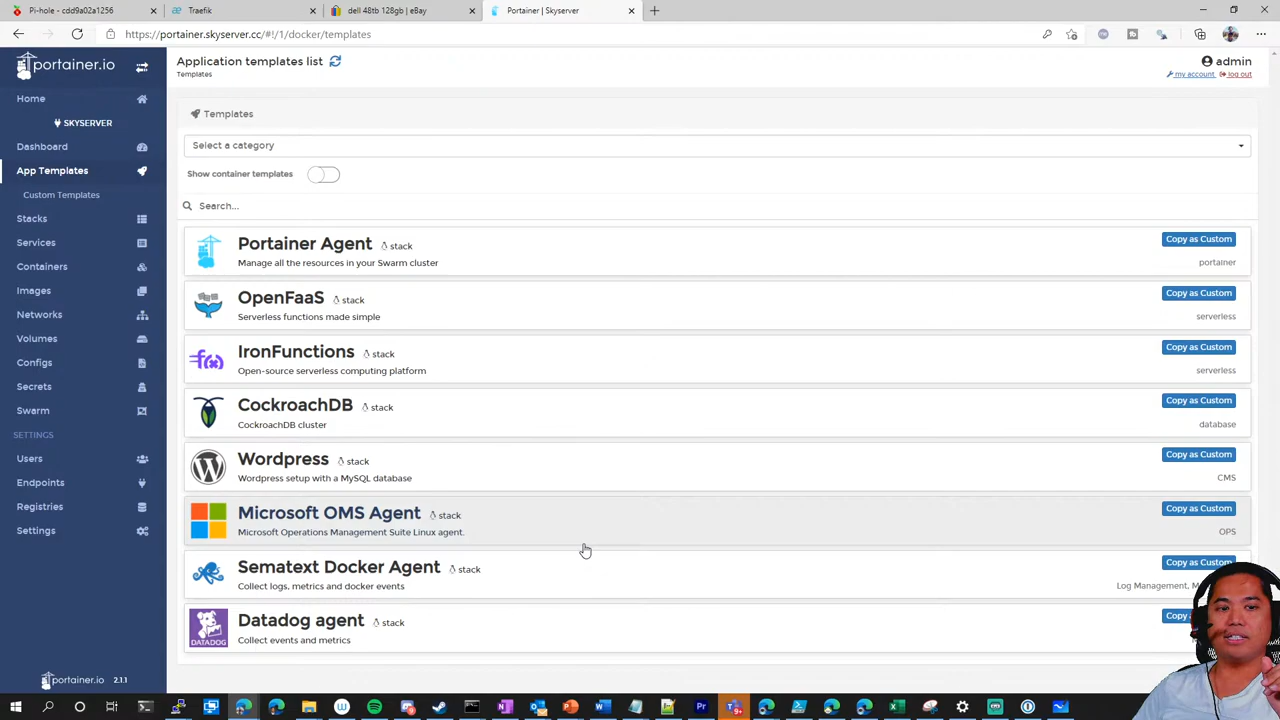 Pi-hole - cdd9a02a1256
Traefik
dell 48tb 128gb | eBay
Portainer | Skyserver
https://portainer.skyserver.cc/#!/1/docker/templates
portainer.io
Home
SKYSERVER
Dashboard
App Templates
Custom Templates
Stacks
Services
Containers
Images
Networks
Volumes
Configs
Secrets
Swarm
SETTINGS
Users
Endpoints
Registries
Settings
portainer.io 2.1.1
Application templates list
Templates
admin
my account log out
Templates
Select a category
Show container templates
Search...
Portainer Agent stack
Copy as Custom
Manage all the resources in your Swarm cluster
portainer
OpenFaaS stack
Copy as Custom
Serverless functions made simple
serverless
IronFunctions stack
Copy as Custom
Open-source serverless computing platform
serverless
CockroachDB stack
Copy as Custom
CockroachDB cluster
database
Wordpress stack
Copy as Custom
Wordpress setup with a MySQL database
CMS
Microsoft OMS Agent stack
Copy as Custom
Microsoft Operations Management Suite Linux agent.
OPS
Sematext Docker Agent stack
Copy as Custom
Collect logs, metrics and docker events
Log Management,
DATADOG
Datadog agent stack
Copy
Collect events and metrics